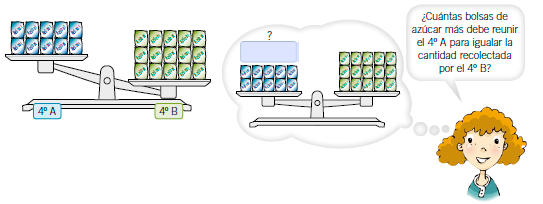 ?
¿Cuántas bolsas de
azúcar más debe reunir
el 4º A para igualar la
cantidad recolectada
por el 4º B?
4º A
4º B